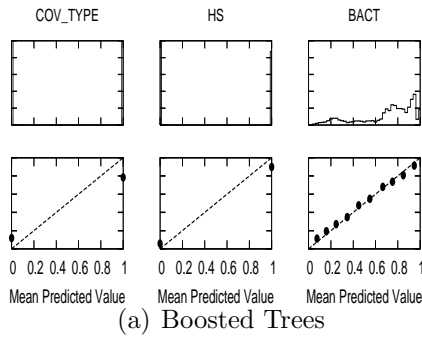 COV_TYPE HS BACT
0 0.2 0.4 0.6 0.8 1 0 0.2 0.4 0.6 0.8 1 0 0.2 0.4 0.6 0.8 1
Mean Predicted Value Mean Predicted Value Mean Predicted Value
(a) Boosted Trees